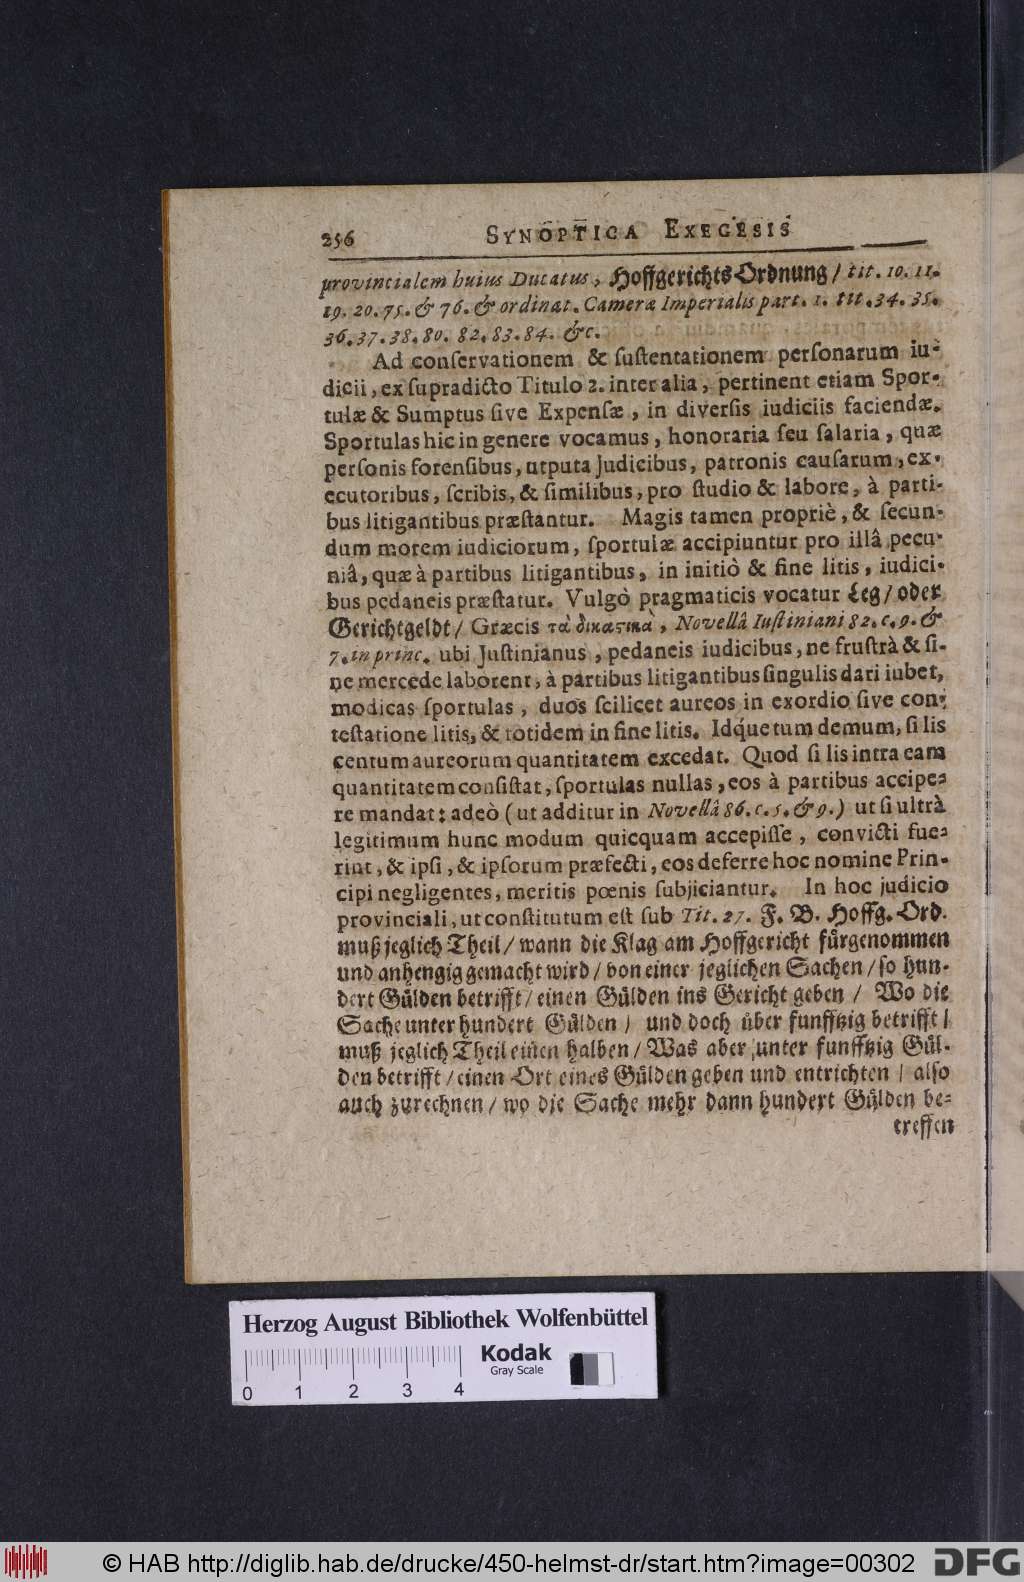 256 SYNOPTICA EXEGESIS
provincialem huius Ducatus, Hoffgerichts Ordnung / tit. 10. 11.
19. 20. 75. & 76. & ordinat. Cameræ Imperialis part. 1. tit. 34. 35.
36. 37. 38. 80. 82. 83. 84. &c.
Ad conſervationem & ſuſtentationem perſonarum iu-
dicii, ex ſupradicto Titulo 2. inter alia, pertinent etiam Spor-
tulæ & Sumptus ſive Expenſæ, in diverſis iudiciis faciendæ.
Sportulas hic in genere vocamus, honoraria ſeu ſalaria, quæ
perſonis forenſibus, utputa Judicibus, patronis cauſarum, ex-
ecutoribus, ſcribis, & ſimilibus, pro ſtudio & labore, à parti-
bus litigantibus præſtantur. Magis tamen propriè, & ſecun-
dum morem iudiciorum, ſportulæ accipiuntur pro illâ pecu-
niâ, quæ à partibus litigantibus, in initiò & fine litis, iudici-
bus pedaneis præſtatur. Vulgò pragmaticis vocatur Leg / oder
Gerichtgeldt / Græcis τὰ δικαςικὰ, Novellâ Iuſtiniani 82. c. 9. &
7. in princ. ubi Juſtinianus, pedaneis iudicibus, ne fruſtrà & ſi-
ne mercede laborent, à partibus litigantibus ſingulis dari iubet,
modicas ſportulas, duos ſcilicet aureos in exordio ſive con-
teſtatione litis, & totidem in fine litis. Idq́ue tum demum, ſi lis
centum aureorum quantitatem excedat. Quod ſi lis intra eam
quantitatem conſiſtat, ſportulas nullas, eos à partibus accipe-
re mandat: adeò (ut additur in Novellâ 86. c. 5. & 9.) ut ſi ultrà
legitimum hunc modum quicquam accepiſſe, convicti fue-
rint, & ipſi, & ipſorum præfecti, eos deferre hoc nomine Prin-
cipi negligentes, meritis pœnis ſubjiciantur. In hoc judicio
provinciali, ut conſtitutum eſt ſub Tit. 27. F. B. Hoffg. Ord.
muß jeglich Theil / wann die Klag am Hoffgericht fürgenommen
und anhengig gemacht wird / von einer jeglichen Sachen / ſo hun-
dert Gülden betrifft / einen Gülden ins Gericht geben / Wo die
Sache unter hundert Gülden / und doch über funfftzig betrifft /
muß jeglich Theil einen halben / Was aber unter funfftzig Gül-
den betrifft / einen Ort eines Gülden geben und entrichten / alſo
auch zurechnen / wo die Sache mehr dann hundert Gülden be-
treffen
Herzog August Bibliothek Wolfenbüttel
Kodak
Gray Scale
0 1 2 3 4
© HAB http://diglib.hab.de/drucke/450-helmst-dr/start.htm?image=00302
DFG